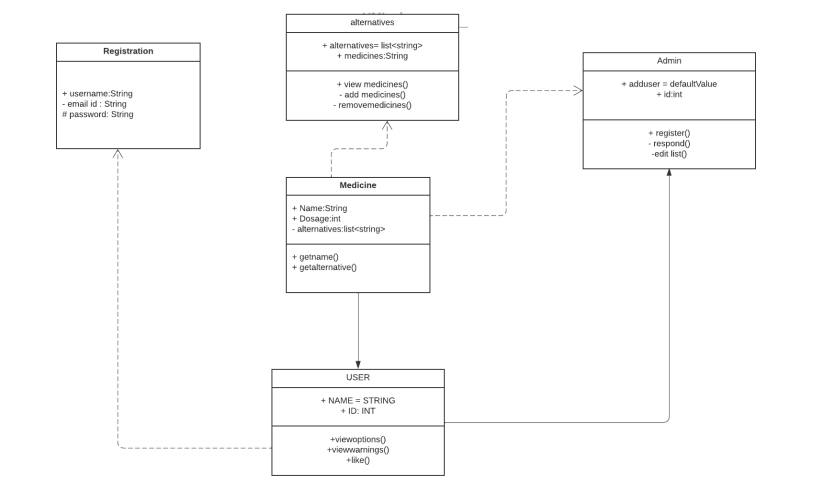 alternatives
+ alternatives= list<string>
+ medicines:String
+ view medicines()
- add medicines()
- removemedicines()
Registration
+ username:String
- email id : String
# password: String
Admin
+ adduser = defaultValue
+ id:int
+ register()
- respond()
-edit list()
Medicine
+ Name:String
+ Dosage:int
- alternatives:list<string>
+ getname()
+ getalternative()
USER
+ NAME = STRING
+ ID: INT
+viewoptions()
+viewwarnings()
+like()